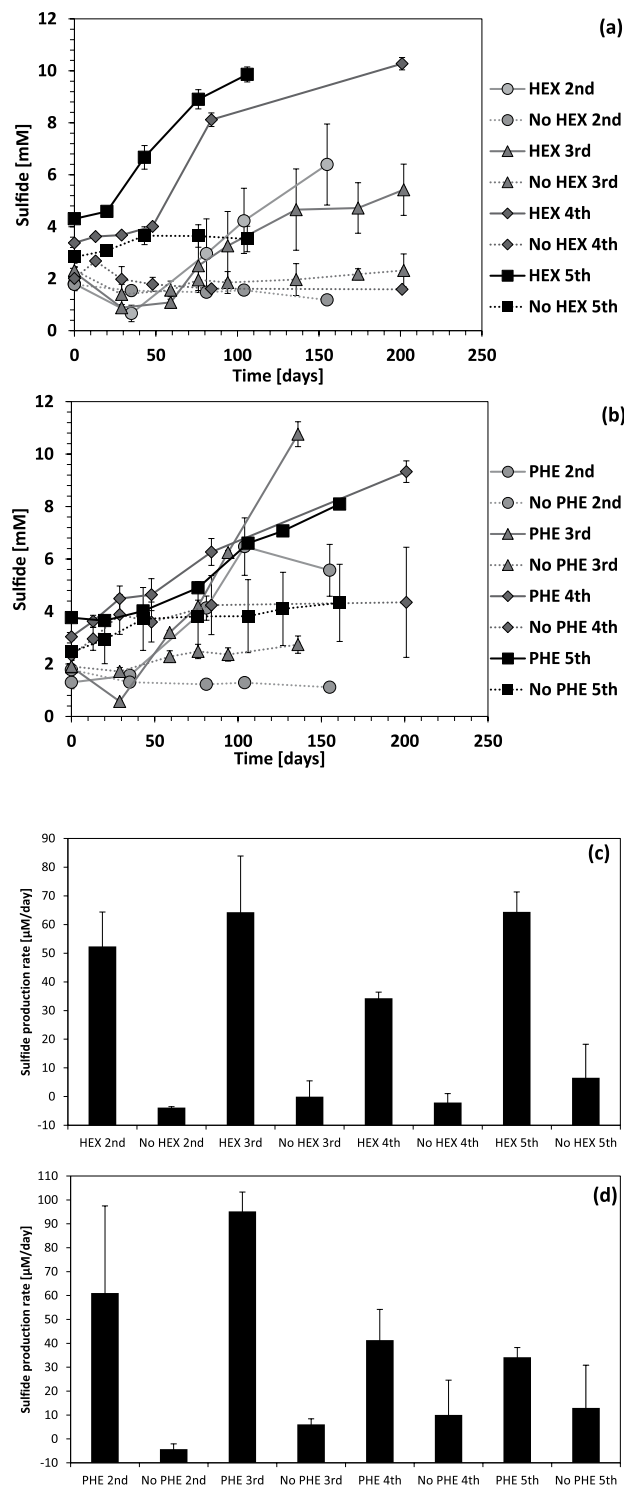 (a)
12
10
8
6
4
2
0
Sulfide [mM]
0 50 100 150 200 250
Time [days]
HEX 2nd
No HEX 2nd
HEX 3rd
No HEX 3rd
HEX 4th
No HEX 4th
HEX 5th
No HEX 5th
(b)
12
10
8
6
4
2
0
Sulfide [mM]
0 50 100 150 200 250
Time [days]
PHE 2nd
No PHE 2nd
PHE 3rd
No PHE 3rd
PHE 4th
No PHE 4th
PHE 5th
No PHE 5th
(c)
90
80
70
60
50
40
30
20
10
0
-10
Sulfide production rate [µM/day]
HEX 2nd No HEX 2nd HEX 3rd No HEX 3rd HEX 4th No HEX 4th HEX 5th No HEX 5th
(d)
110
100
90
80
70
60
50
40
30
20
10
0
-10
Sulfide production rate [µM/day]
PHE 2nd No PHE 2nd PHE 3rd No PHE 3rd PHE 4th No PHE 4th PHE 5th No PHE 5th